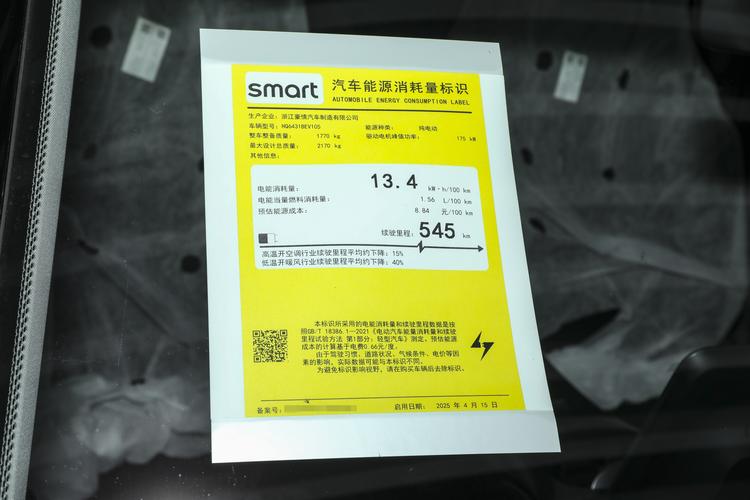 smart 汽车能源消耗量标识
AUTOMOBILE ENERGY CONSUMPTION LABEL
生产企业: 浙江豪情汽车制造有限公司
车辆型号: HQ6431BEV105 能源种类: 纯电动
整车整备质量: 1770 kg 驱动电机峰值功率: 175 kW
最大设计总质量: 2170 kg
其他信息:
电能消耗量: 13.4 kW·h/100 km
电能当量燃料消耗量: 1.56 L/100 km
预估能源成本: 8.84 元/100 km
续驶里程: 545 km
高温开空调行业续驶里程平均约下降: 15%
低温开暖风行业续驶里程平均约下降: 40%
本标识所采用的电能消耗量和续驶里程数据是按
照GB/T 18386.1—2021《电动汽车能量消耗量和续驶
里程试验方法 第1部分: 轻型汽车》测定。预估能源
成本的计算基于电费0.66元/度。
由于驾驶习惯、道路状况、气候条件、电价等因
素的影响, 实际数据可能与本标识不同。
为避免标识影响视野, 请在购买车辆后去除标识。
备案号: 启用日期: 2025 年 4 月 15 日